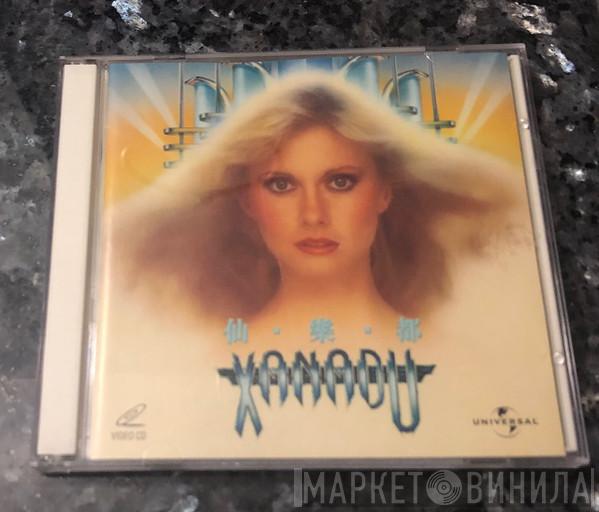 仙·樂·都
XANADU
VIDEO CD
UNIVERSAL
МАРКЕТ ВИНИЛА